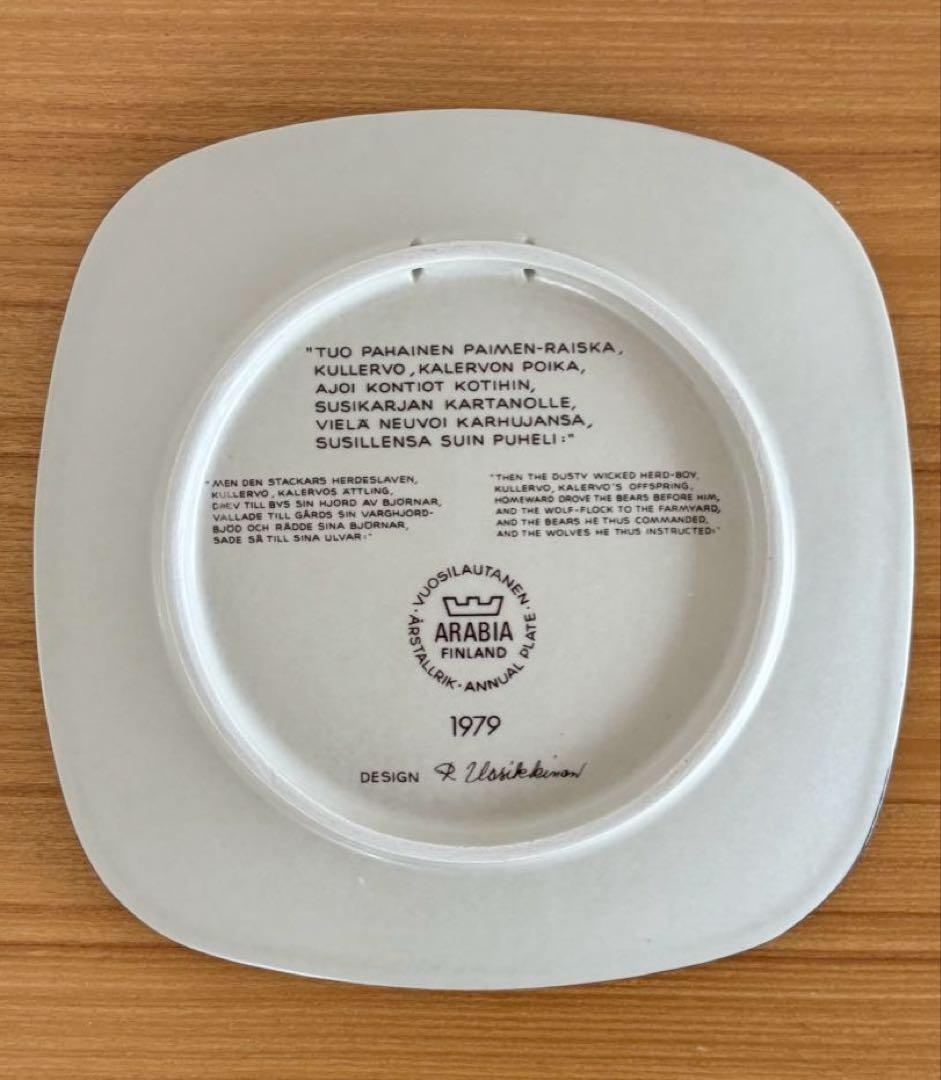 "TUO PAHAINEN PAIMEN-RAISKA,
KULLERVO, KALERVON POIKA,
AJOI KONTIOT KOTIHIN,
SUSIKARJAN KARTANOLLE,
VIELÄ NEUVOI KARHUJANSA,
SUSILLENSA SUIN PUHELI:"
"MEN DEN STACKARS HERDESLAVEN,
KULLERVO, KALERVOS ÄTTLING,
DREV TILL BYS SIN HJORD AV BJÖRNAR,
VALLADE TILL GÅRDS SIN VARGHJORD-
BJÖD OCH RÅDDE SINA BJÖRNAR,
SADE SÅ TILL SINA ULVAR:"
"THEN THE DUSTY WICKED HERD-BOY,
KULLERVO, KALERVO'S OFFSPRING,
HOMEWARD DROVE THE BEARS BEFORE HIM,
AND THE WOLF-FLOCK TO THE FARMYARD,
AND THE BEARS HE THUS COMMANDED,
AND THE WOLVES HE THUS INSTRUCTED:"
·VUOSILAUTANEN·
ÅRSTALLRIK·ANNUAL PLATE
ARABIA
FINLAND
1979
DESIGN R Uosikkinen